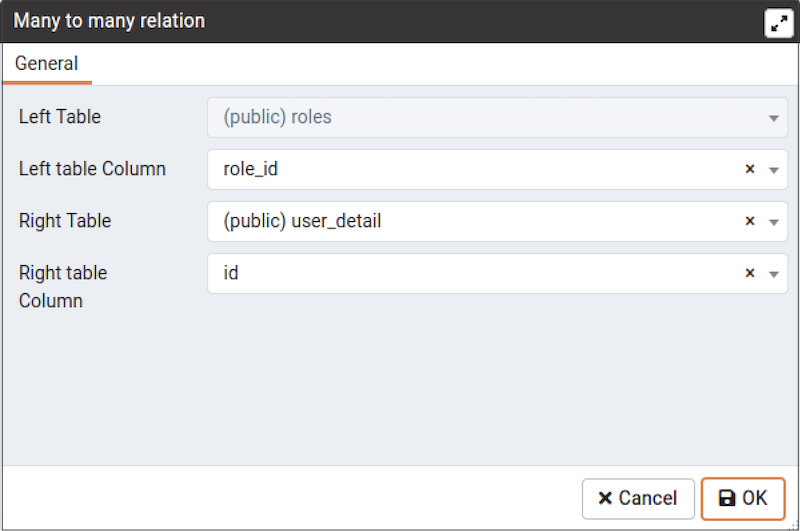 Many to many relation
General
Left Table
(public) roles
Left table Column
role_id
Right Table
(public) user_detail
Right table
Column
id
Cancel
OK